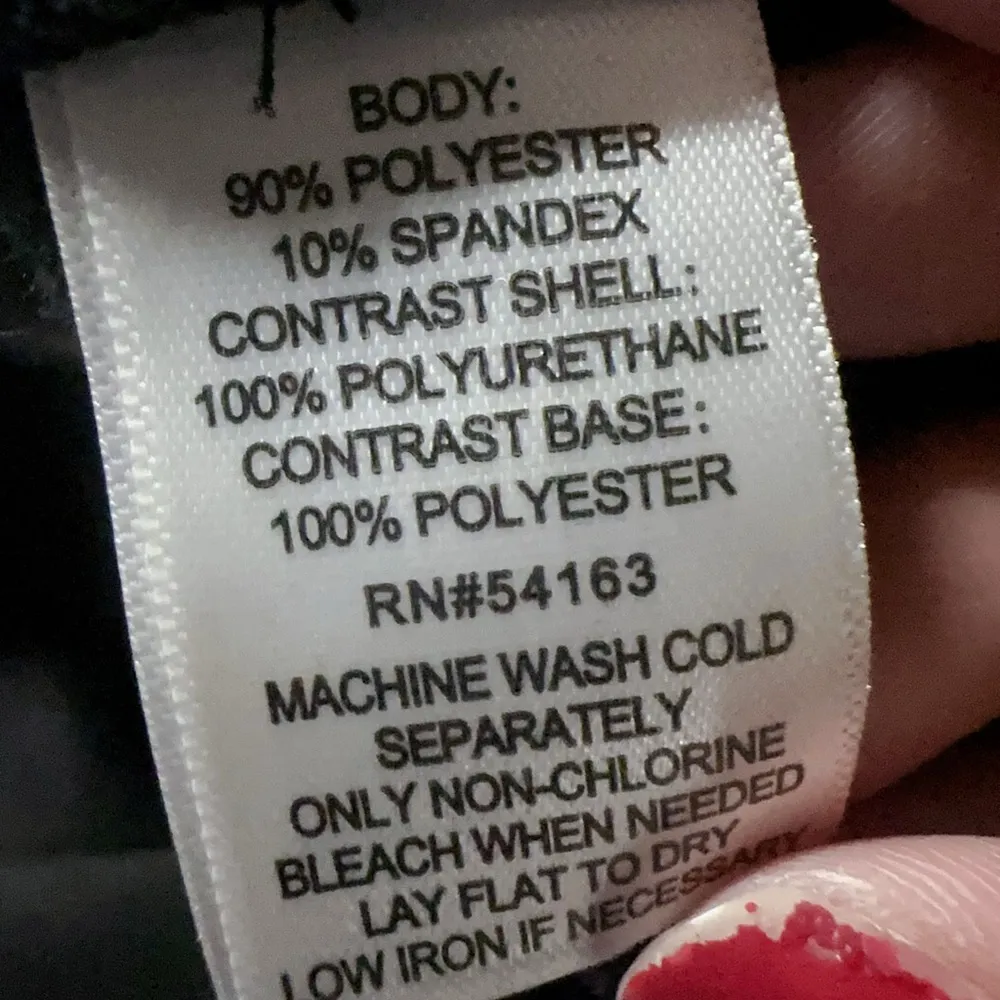 BODY:
90% POLYESTER
10% SPANDEX
CONTRAST SHELL:
100% POLYURETHANE
CONTRAST BASE:
100% POLYESTER
RN#54163
MACHINE WASH COLD
SEPARATELY
ONLY NON-CHLORINE
BLEACH WHEN NEEDED
LAY FLAT TO DRY
LOW IRON IF NECESSARY